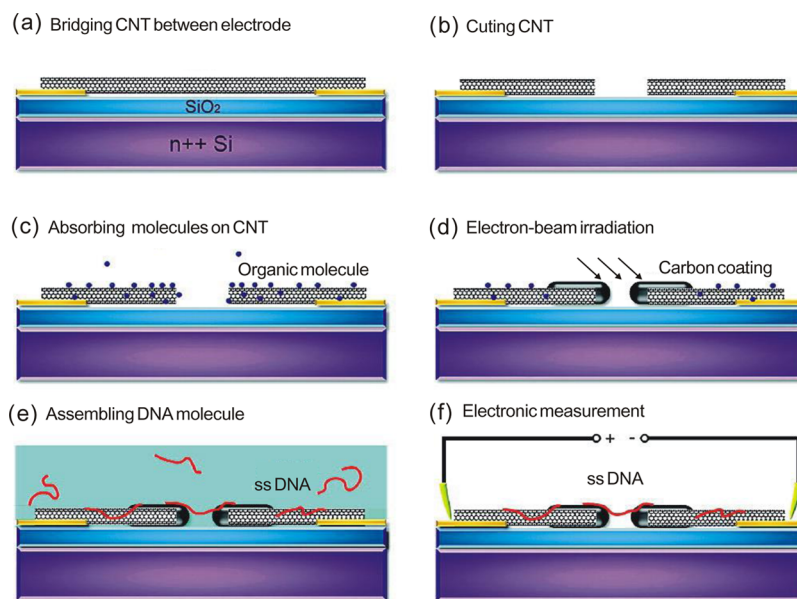 (a) Bridging CNT between electrode
SiO₂
n++ Si
(b) Cuting CNT
(c) Absorbing molecules on CNT
Organic molecule
(d) Electron-beam irradiation
Carbon coating
(e) Assembling DNA molecule
ss DNA
(f) Electronic measurement
+ -
ss DNA